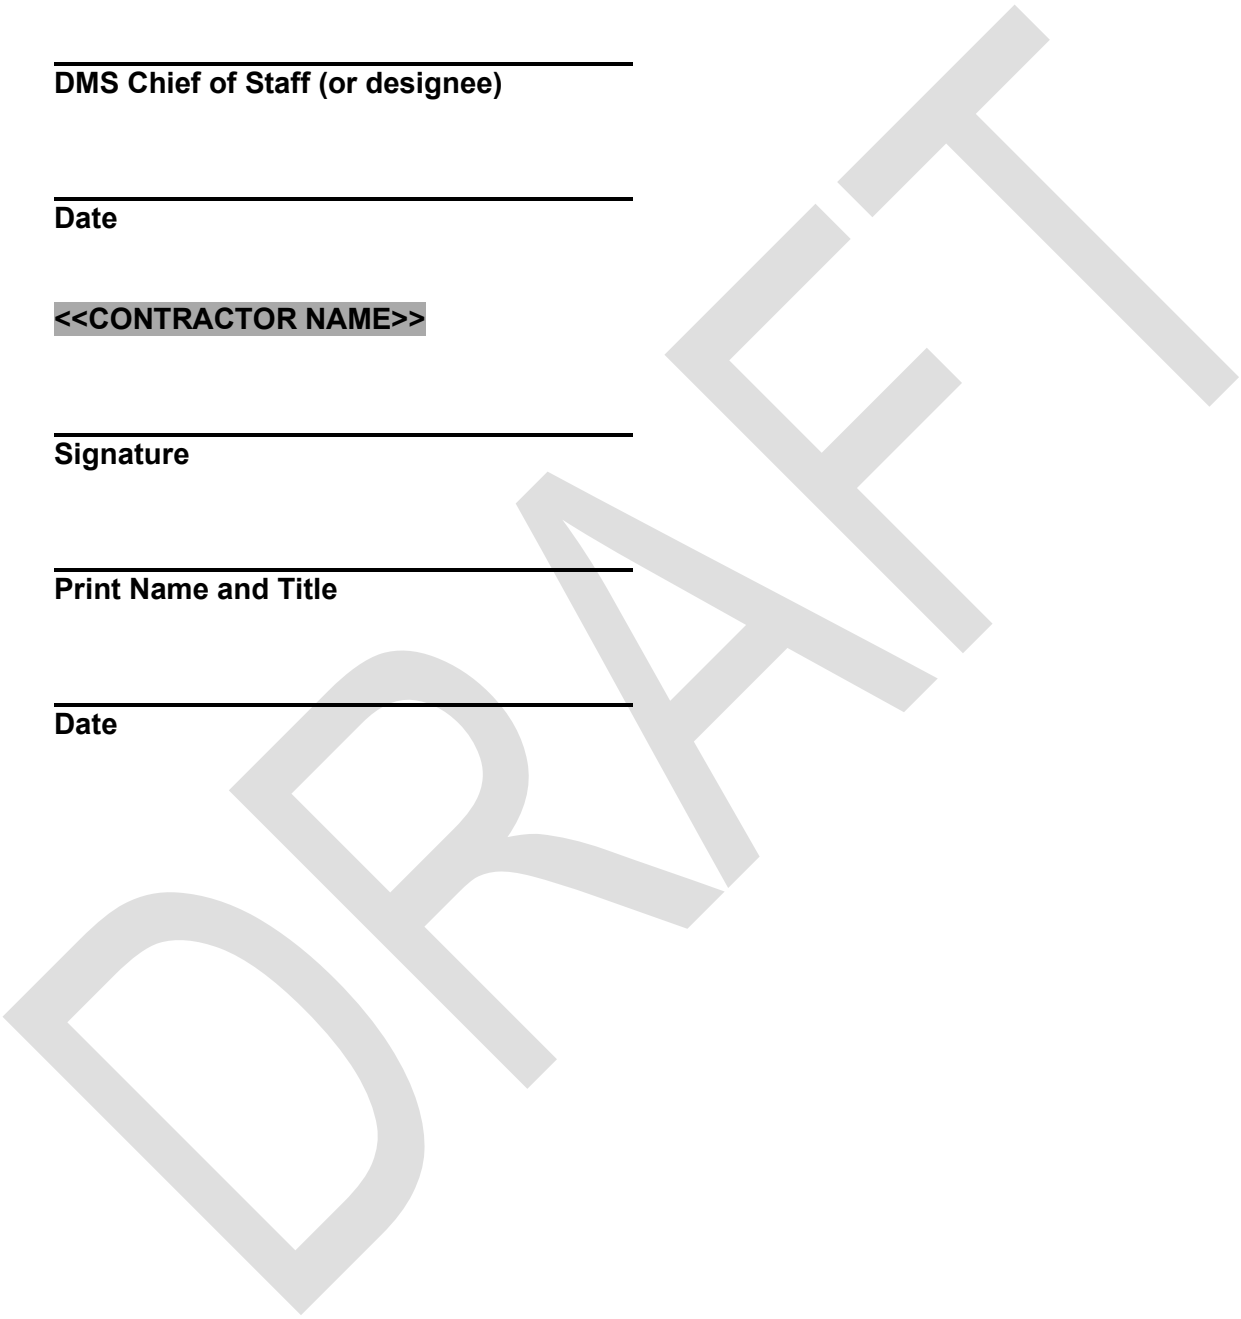 DMS Chief of Staff (or designee)
Date
<<CONTRACTOR NAME>>
Signature
Print Name and Title
Date
DRAFT